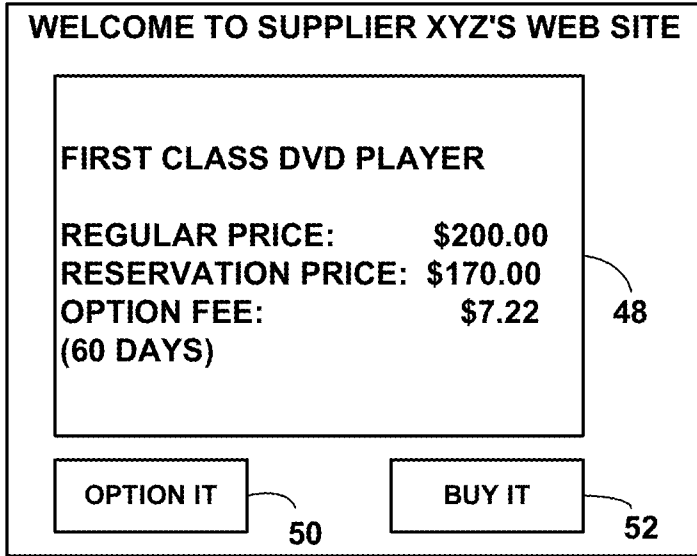 WELCOME TO SUPPLIER XYZ'S WEB SITE
FIRST CLASS DVD PLAYER
REGULAR PRICE: $200.00
RESERVATION PRICE: $170.00
OPTION FEE: $7.22
(60 DAYS)
48
OPTION IT
50
BUY IT
52